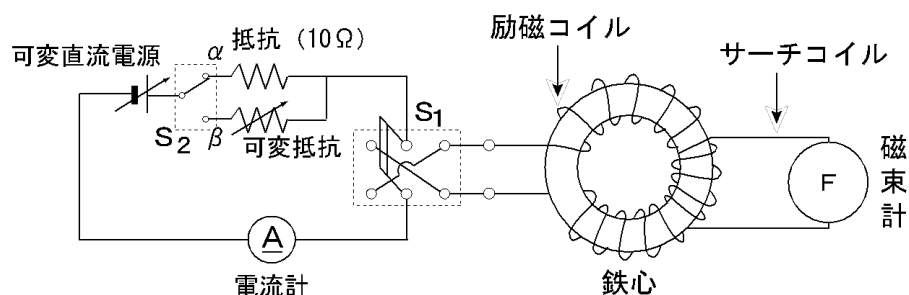 励磁コイル
可変直流電源
α
抵抗（10Ω）
サーチコイル
S1
S2
β
可変抵抗
F
磁束計
A
電流計
鉄心